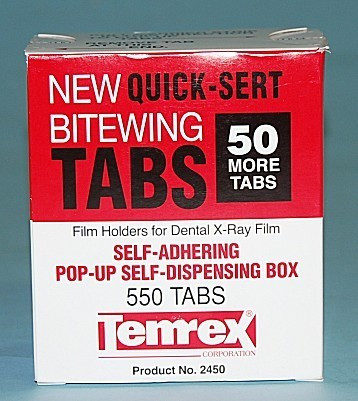 NEW QUICK-SERT
BITEWING
TABS
50
MORE
TABS
Film Holders for Dental X-Ray Film
SELF-ADHERING
POP-UP SELF-DISPENSING BOX
550 TABS
Temrex®
CORPORATION
Product No. 2450